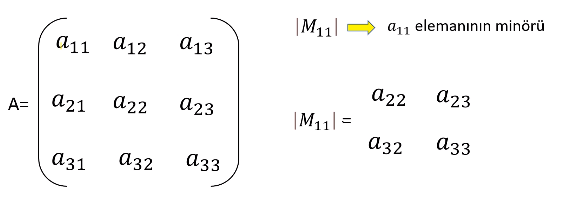 A= a₁₁ a₁₂ a₁₃
a₂₁ a₂₂ a₂₃
a₃₁ a₃₂ a₃₃
|M₁₁| a₁₁ elemanının minörü
|M₁₁| = a₂₂ a₂₃
a₃₂ a₃₃